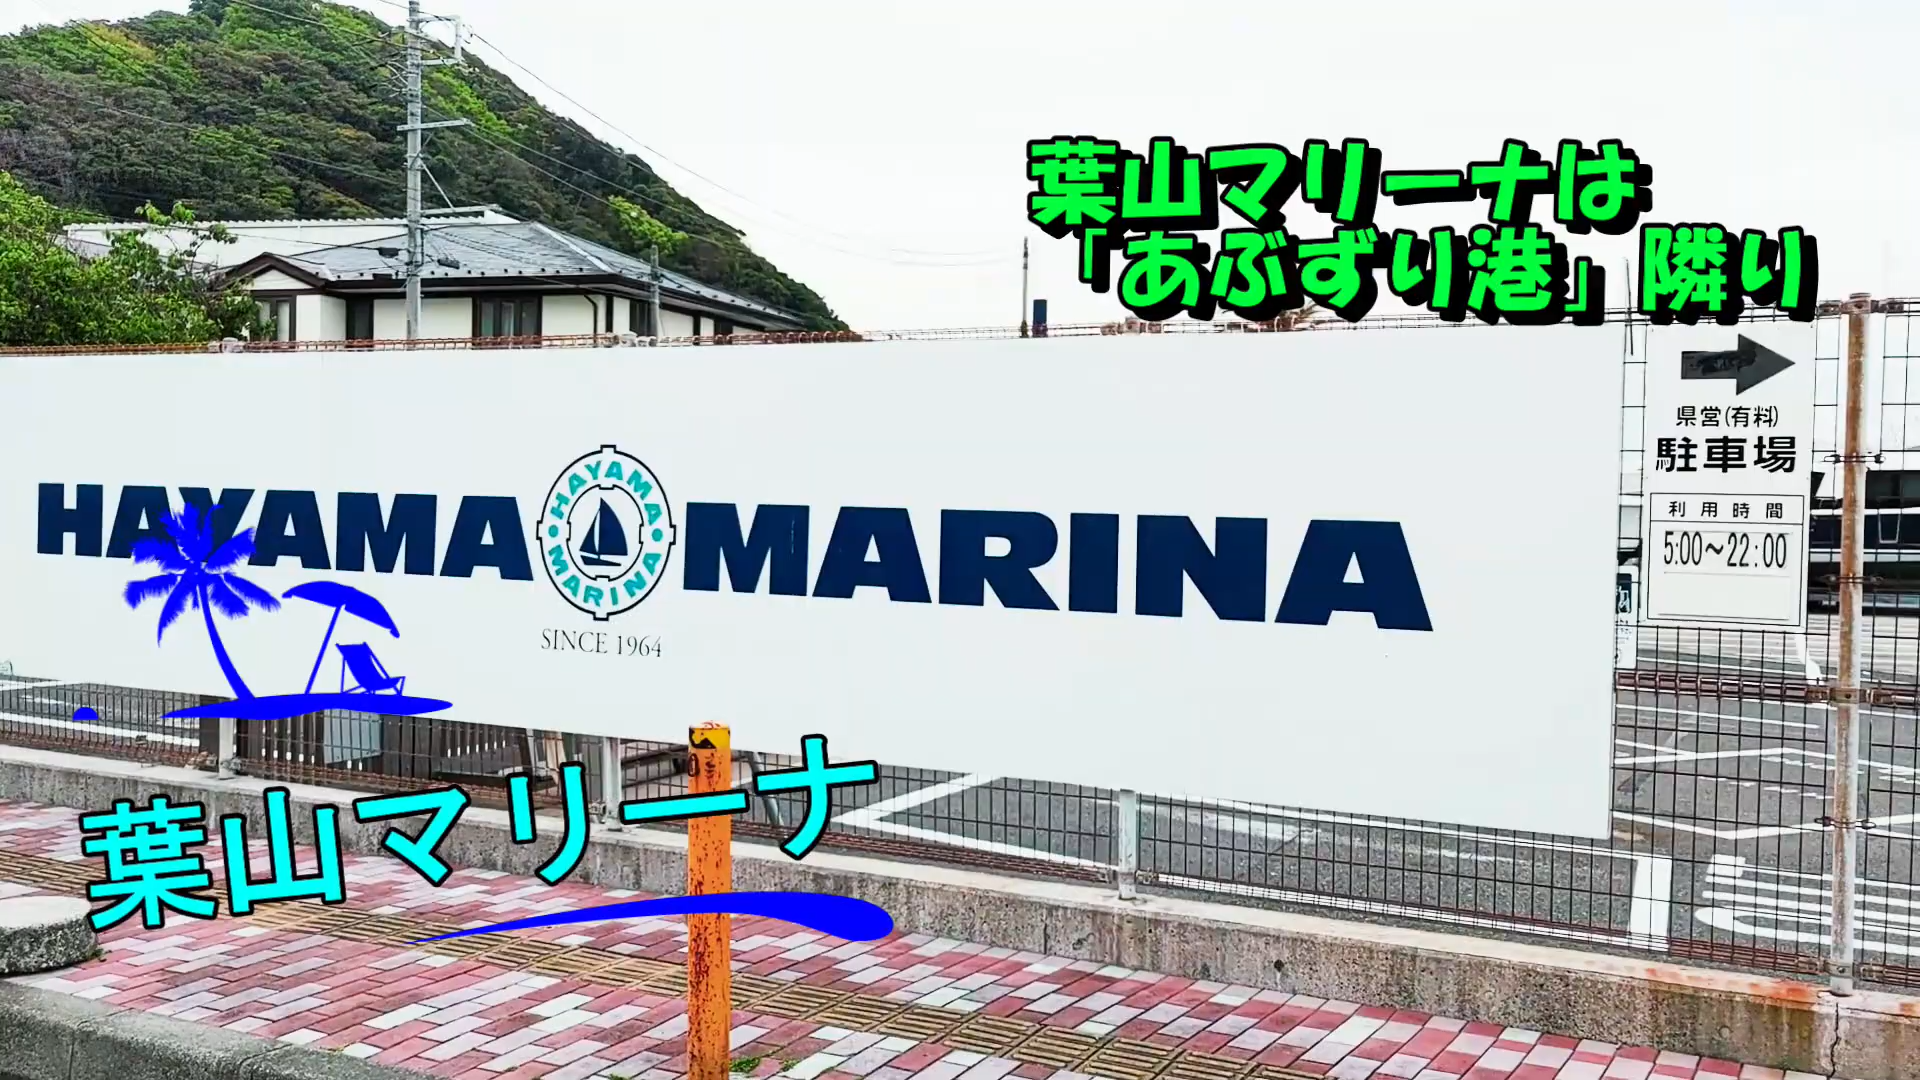 葉山マリーナは
「あぶずり港」隣り
県営(有料)
駐車場
利用時間
5:00～22:00
HAYAMA MARINA
HAYAMA
MARINA
SINCE 1964
葉山マリーナ